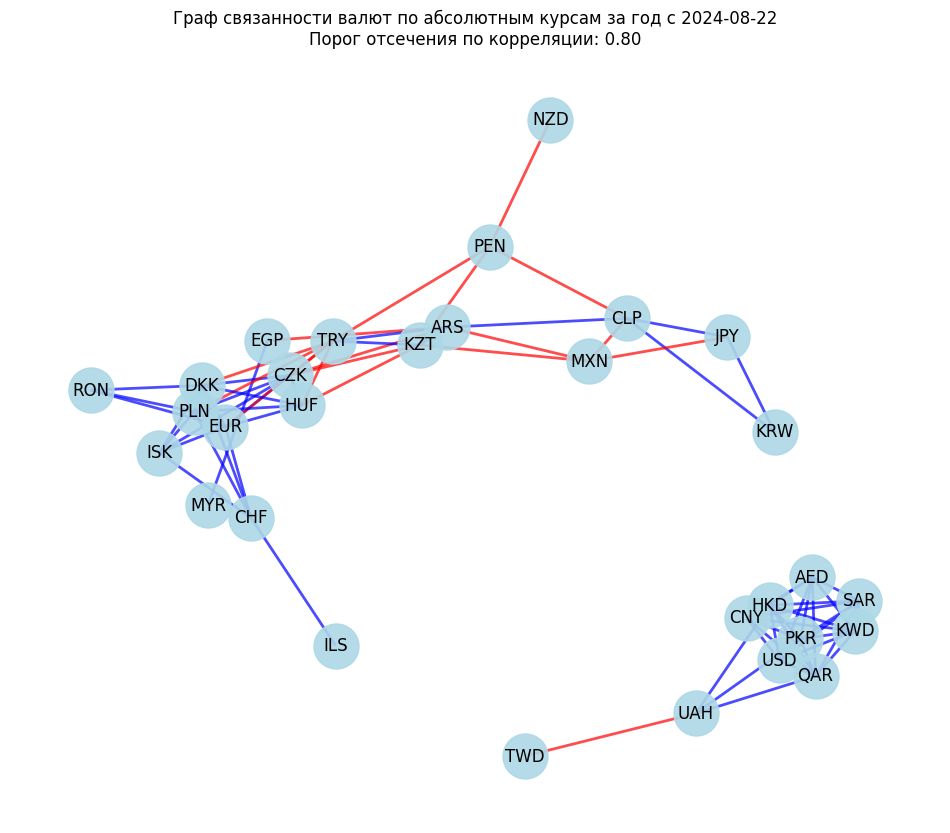 Граф связанности валют по абсолютным курсам за год с 2024-08-22
Порог отсечения по корреляции: 0.80
NZD
PEN
CLP
ARS
JPY
EGP
TRY
KZT
MXN
CZK
DKK
RON
HUF
PLN
EUR
KRW
ISK
MYR
CHF
AED
SAR
HKD
CNY
KWD
PKR
ILS
USD
QAR
UAH
TWD